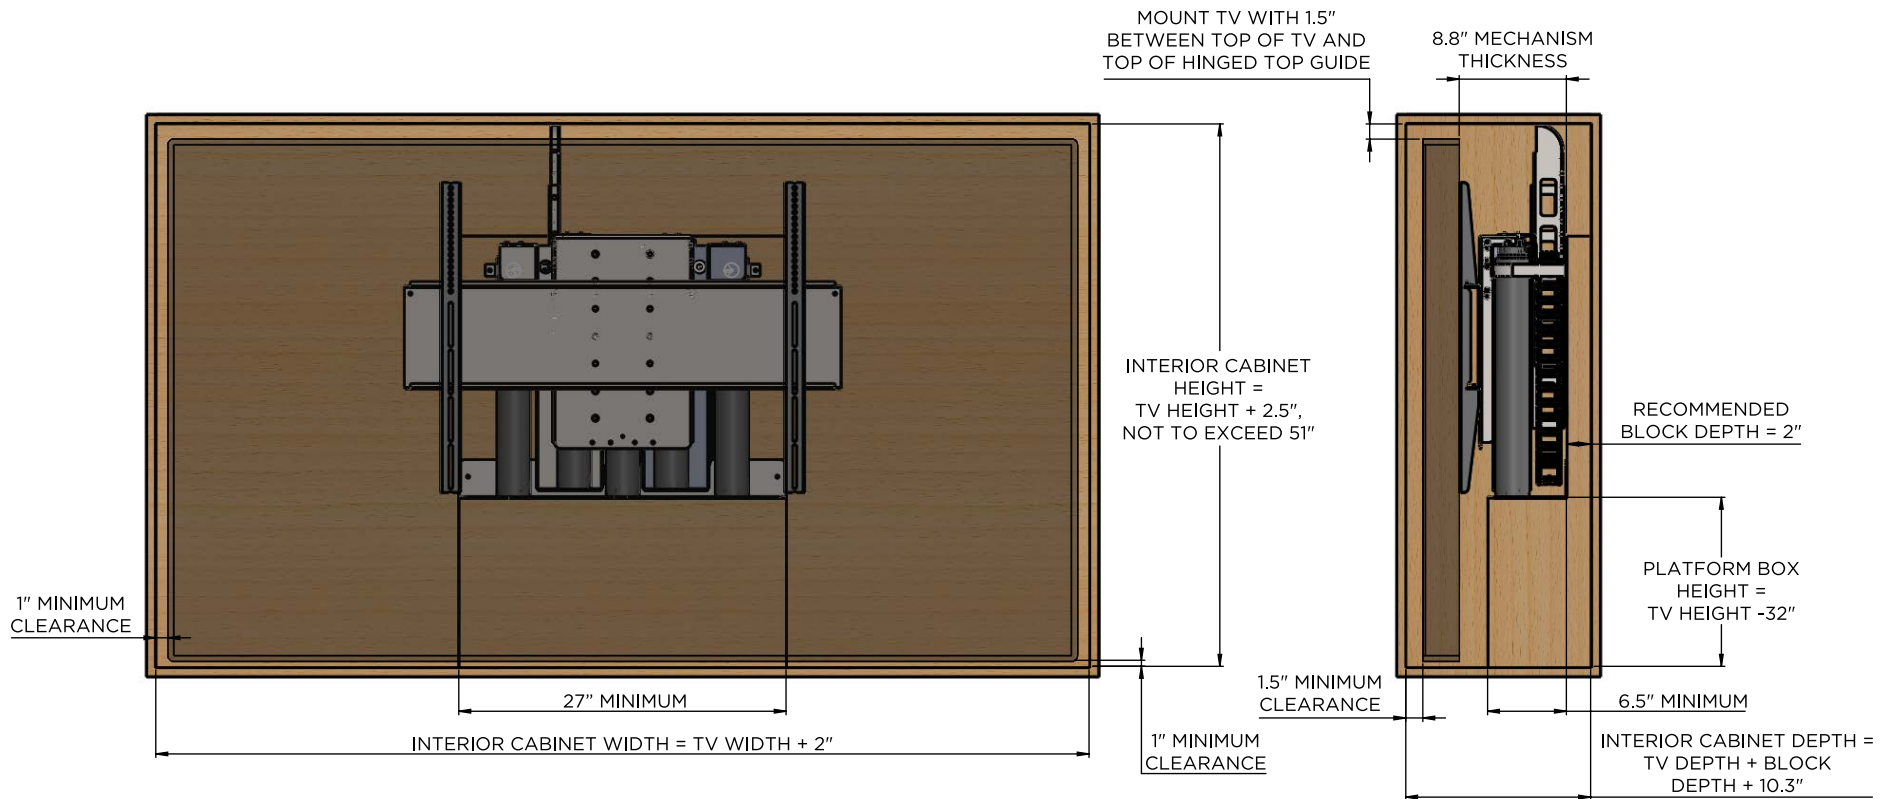 MOUNT TV WITH 1.5"
BETWEEN TOP OF TV AND
TOP OF HINGED TOP GUIDE
8.8" MECHANISM
THICKNESS
INTERIOR CABINET
HEIGHT =
TV HEIGHT + 2.5",
NOT TO EXCEED 51"
RECOMMENDED
BLOCK DEPTH = 2"
PLATFORM BOX
HEIGHT =
TV HEIGHT -32"
1" MINIMUM
CLEARANCE
27” MINIMUM
INTERIOR CABINET WIDTH = TV WIDTH + 2"
1" MINIMUM
CLEARANCE
1.5" MINIMUM
CLEARANCE
6.5" MINIMUM
INTERIOR CABINET DEPTH =
TV DEPTH + BLOCK
DEPTH + 10.3"